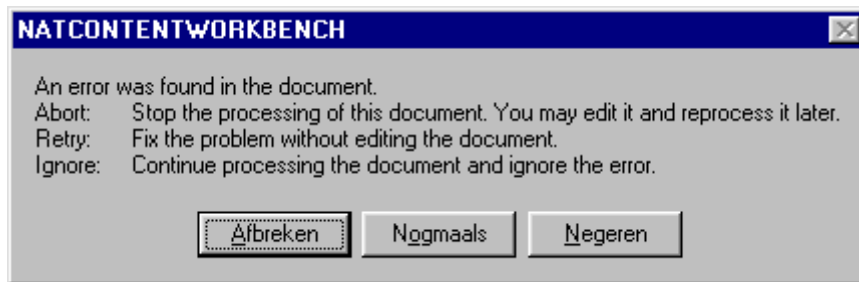 NATCONTENTWORKBENCH
An error was found in the document.
Abort: Stop the processing of this document. You may edit it and reprocess it later.
Retry: Fix the problem without editing the document.
Ignore: Continue processing the document and ignore the error.
Afbreken Nogmaals Negeren